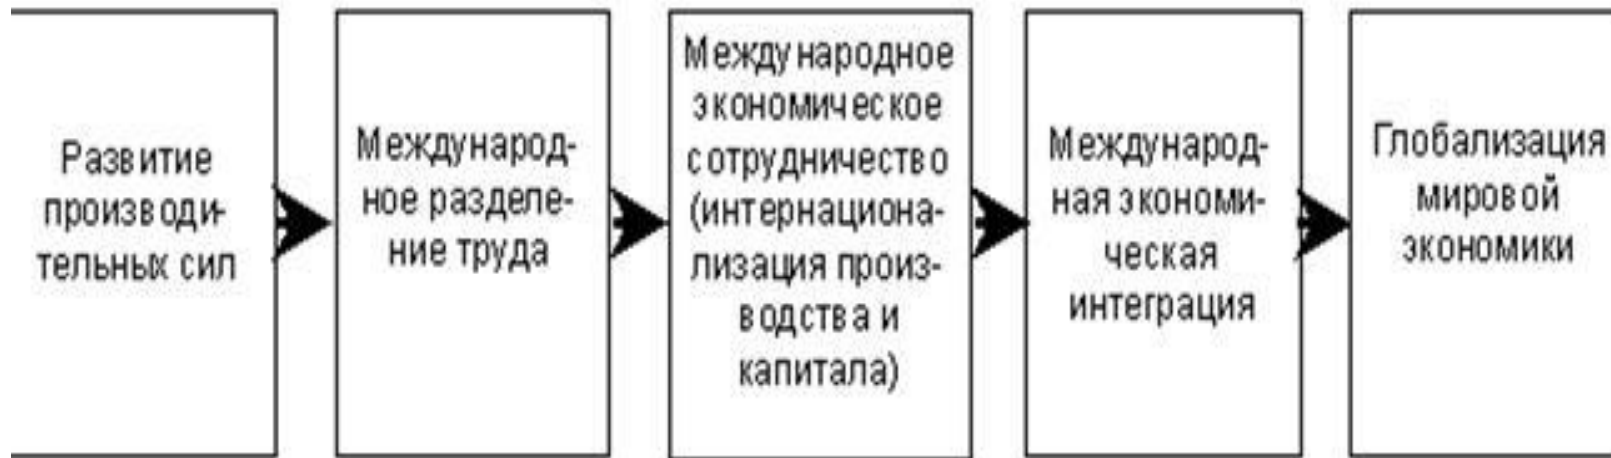 Развитие
производи-
тельных сил
Международ-
ное разделе-
ние труда
Международное
экономическое
сотрудничество
(интернациона-
лизация произ-
водства и
капитала)
Международ-
ная экономи-
ческая
интеграция
Глобализация
мировой
экономики